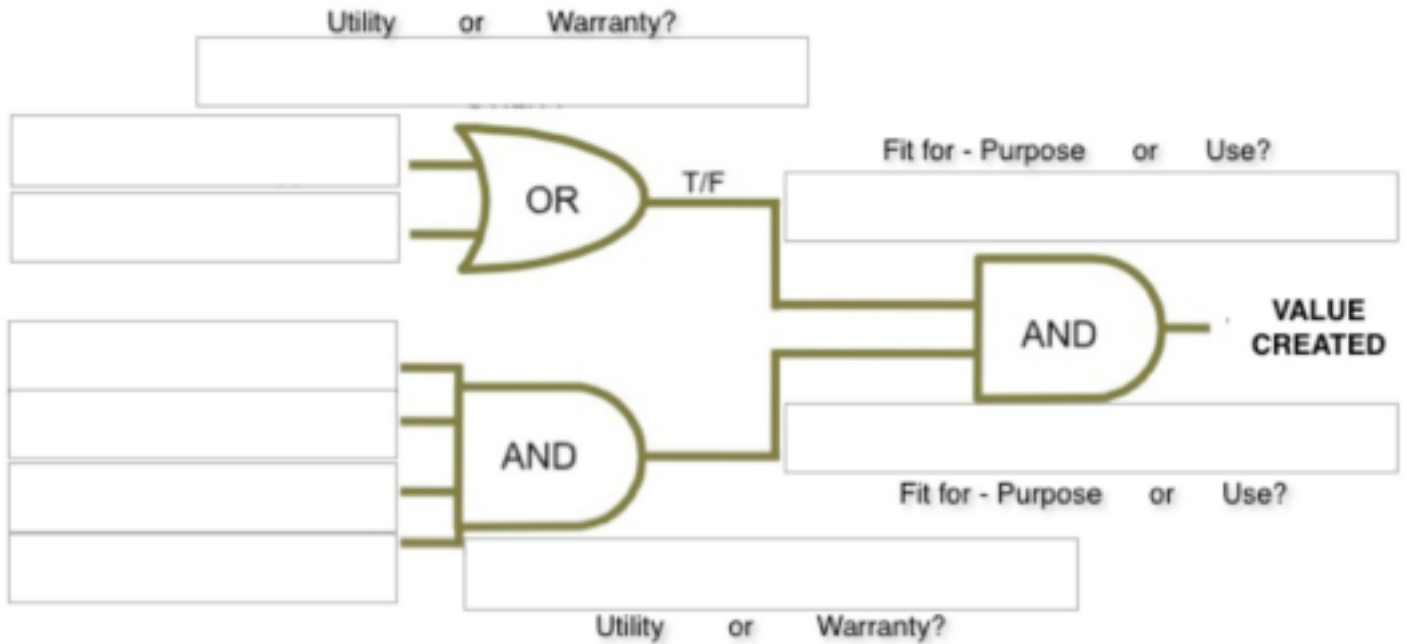 Utility or Warranty?
Fit for - Purpose or Use?
T/F
OR
VALUE
CREATED
AND
AND
Fit for - Purpose or Use?
Utility or Warranty?